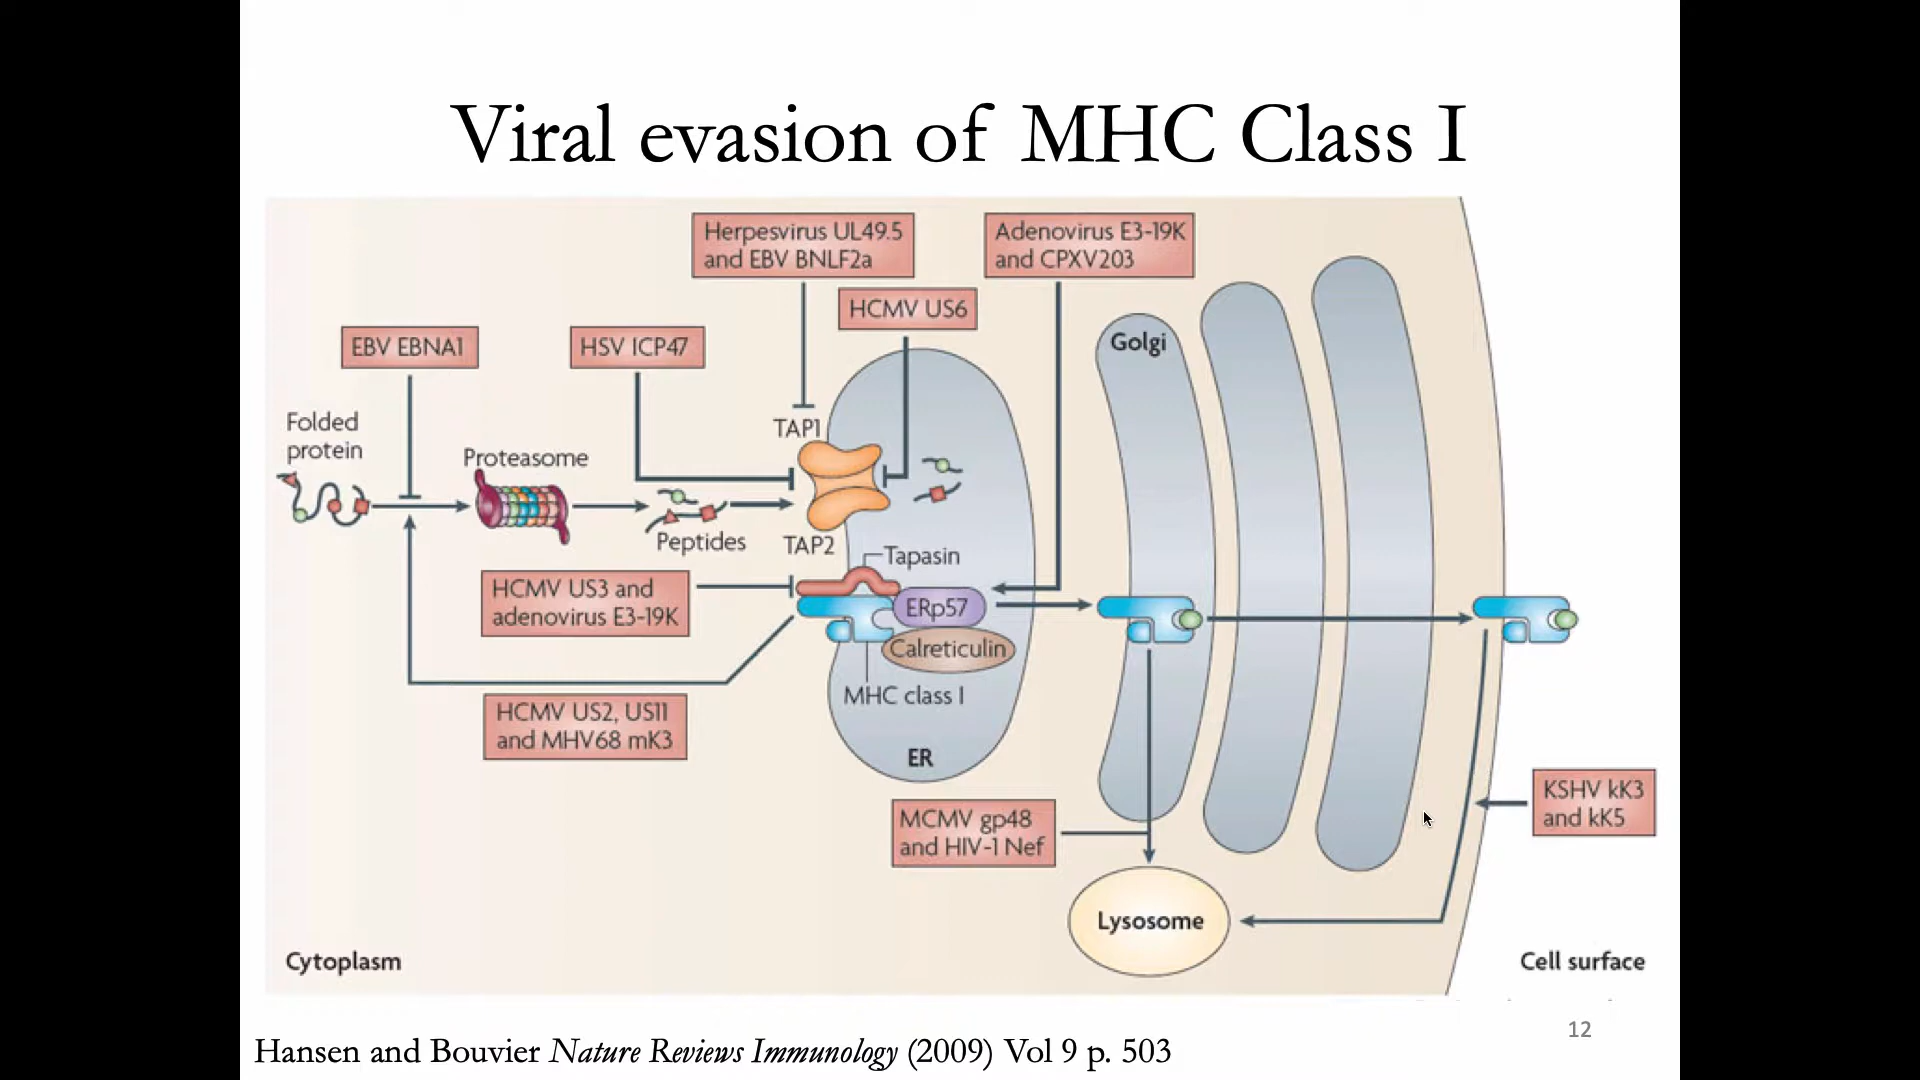 Viral evasion of MHC Class I
Herpesvirus UL49.5
and EBV BNLF2a
Adenovirus E3-19K
and CPXV203
HCMV US6
EBV EBNA1
HSV ICP47
Golgi
Folded
protein
TAP1
Proteasome
Peptides
TAP2
Tapasin
HCMV US3 and
adenovirus E3-19K
ERp57
Calreticulin
MHC class I
HCMV US2, US11
and MHV68 mK3
ER
MCMV gp48
and HIV-1 Nef
KSHV kK3
and kK5
Lysosome
Cytoplasm
Cell surface
12
Hansen and Bouvier Nature Reviews Immunology (2009) Vol 9 p. 503